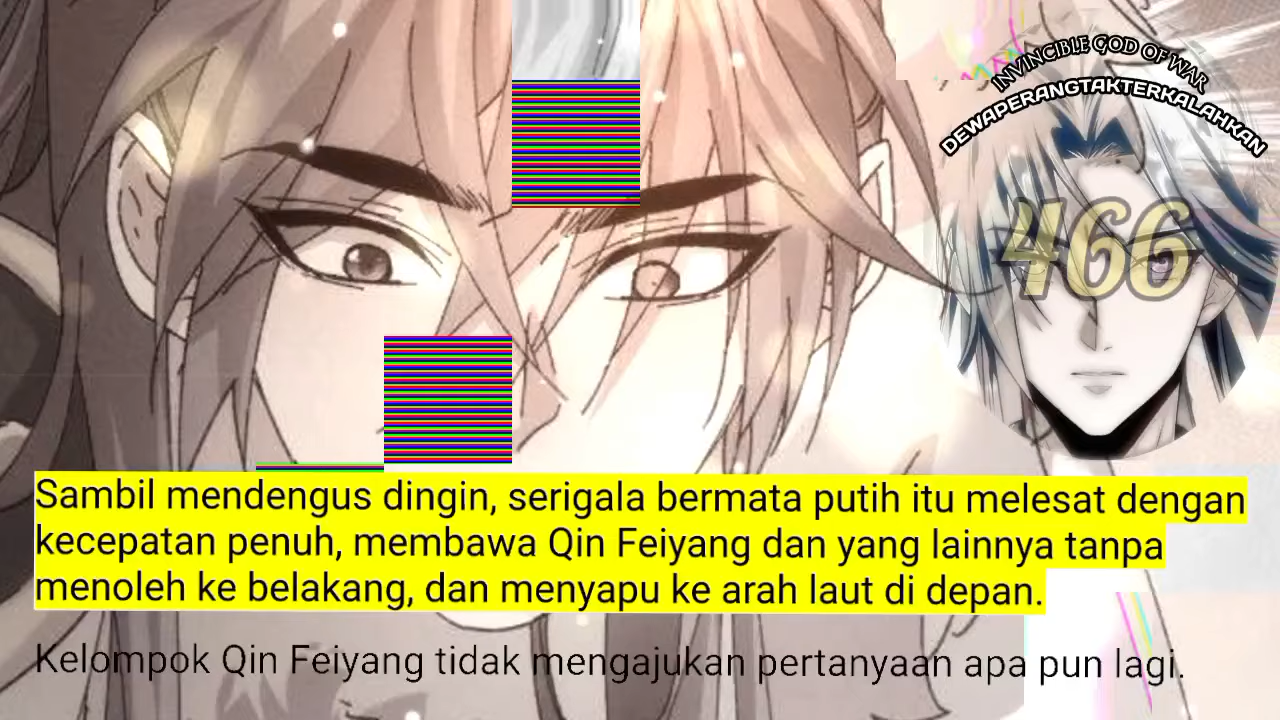 INVINCIBLE GOD OF WAR
DEWAPERANGTAKTERKALAHKAN
466
Sambil mendengus dingin, serigala bermata putih itu melesat dengan
kecepatan penuh, membawa Qin Feiyang dan yang lainnya tanpa
menoleh ke belakang, dan menyapu ke arah laut di depan.
Kelompok Qin Feiyang tidak mengajukan pertanyaan apa pun lagi.